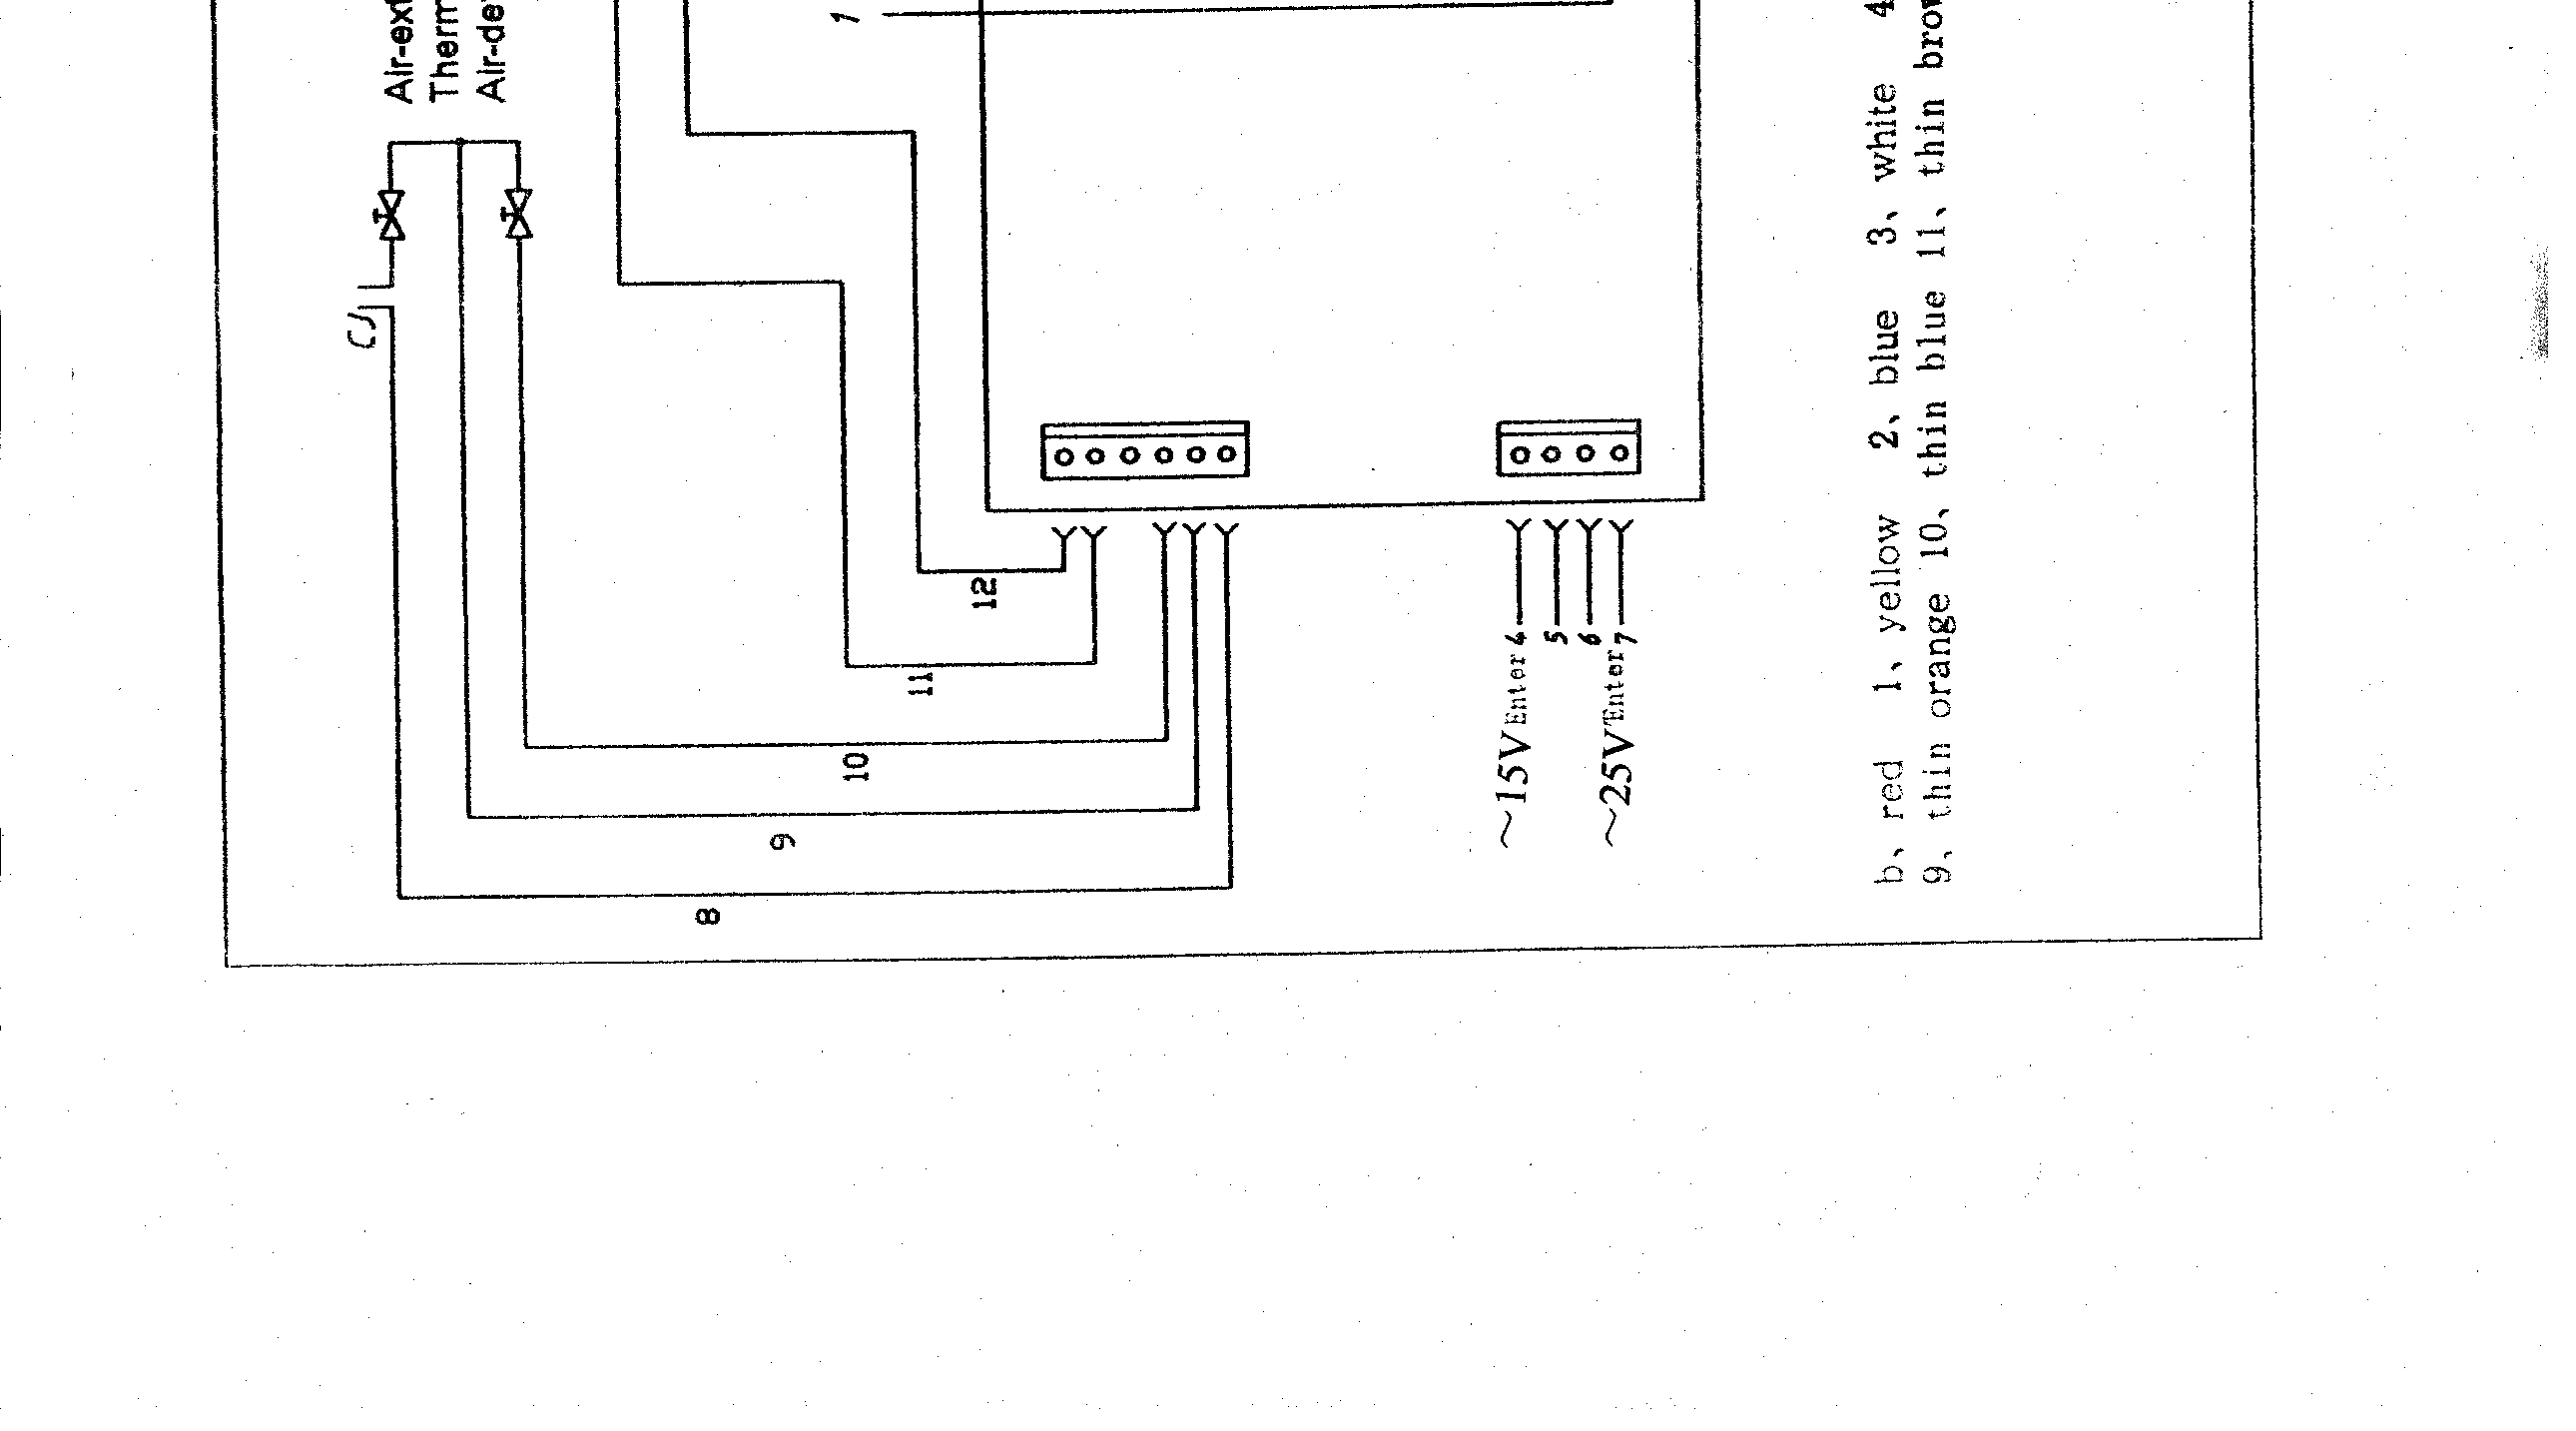 Air-ext
Therm
Air-de
CJ
1
12
11
10
9
8
~15V Enter 4
5
6
~25V Enter 7
b、red 1、yellow 2、blue 3、white 4
9、thin orange 10、thin blue 11、thin brow